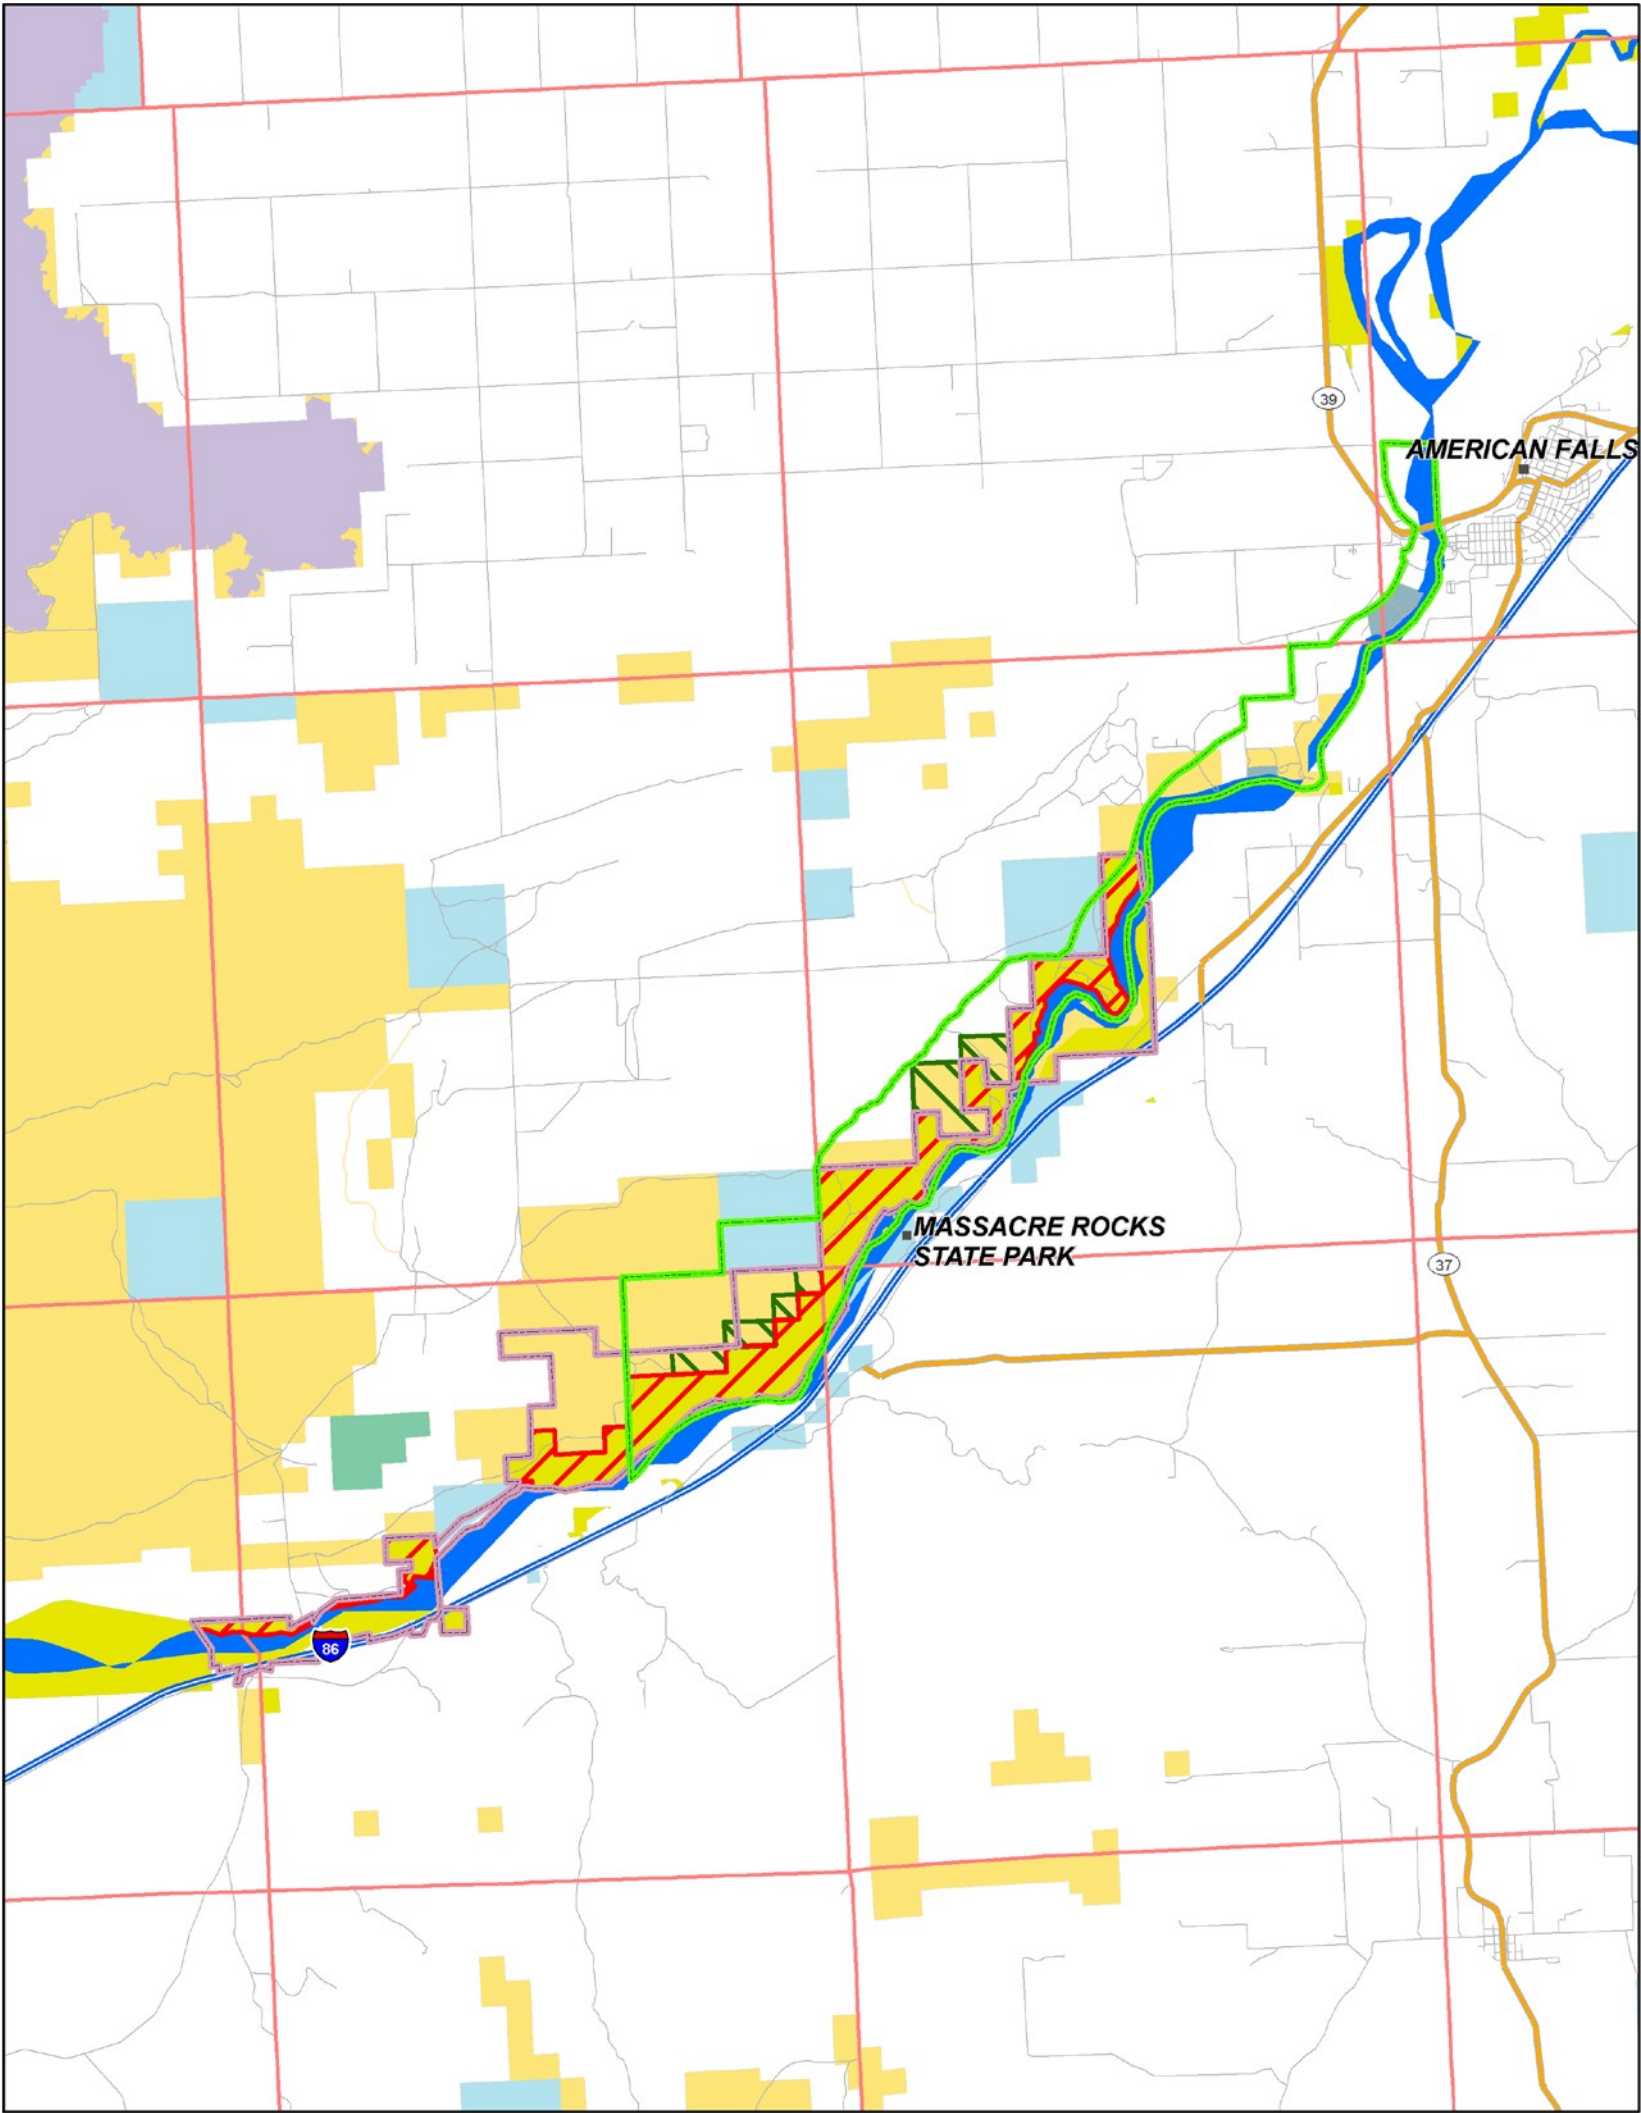 39
AMERICAN FALLS
MASSACRE ROCKS
STATE PARK
37
86